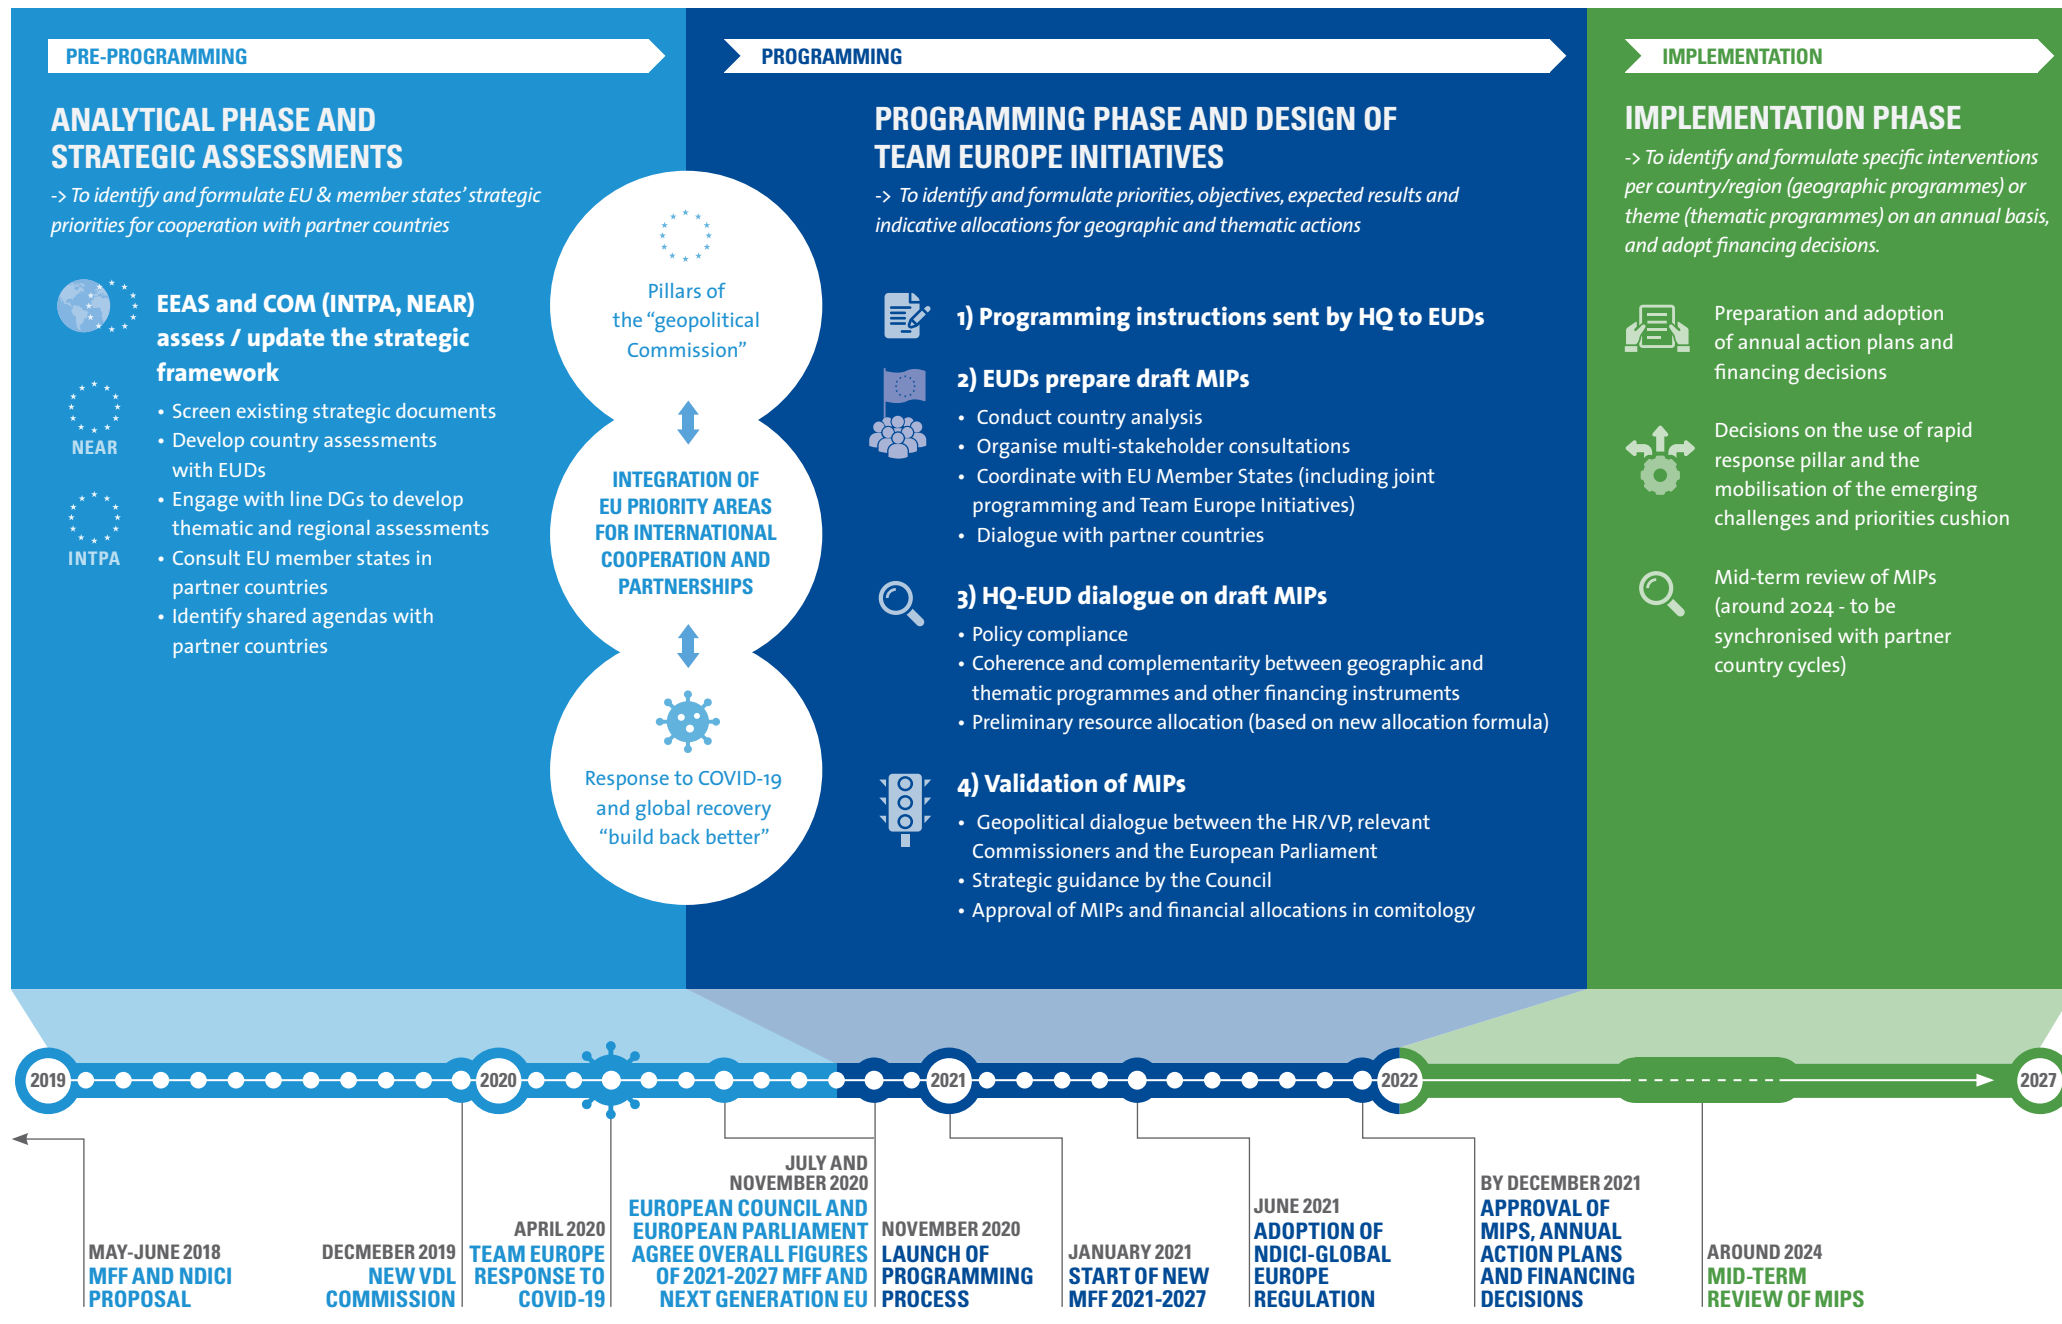 PRE-PROGRAMMING
ANALYTICAL PHASE AND
STRATEGIC ASSESSMENTS
-> To identify and formulate EU & member states' strategic
priorities for cooperation with partner countries
EEAS and COM (INTPA, NEAR)
assess / update the strategic
framework
NEAR
INTPA
• Screen existing strategic documents
• Develop country assessments
with EUDs
• Engage with line DGs to develop
thematic and regional assessments
• Consult EU member states in
partner countries
• Identify shared agendas with
partner countries
Pillars of
the “geopolitical
Commission”
INTEGRATION OF
EU PRIORITY AREAS
FOR INTERNATIONAL
COOPERATION AND
PARTNERSHIPS
Response to COVID-19
and global recovery
“build back better”
PROGRAMMING
PROGRAMMING PHASE AND DESIGN OF
TEAM EUROPE INITIATIVES
-> To identify and formulate priorities, objectives, expected results and
indicative allocations for geographic and thematic actions
1) Programming instructions sent by HQ to EUDs
2) EUDs prepare draft MIPs
• Conduct country analysis
• Organise multi-stakeholder consultations
• Coordinate with EU Member States (including joint
programming and Team Europe Initiatives)
• Dialogue with partner countries
3) HQ-EUD dialogue on draft MIPs
• Policy compliance
• Coherence and complementarity between geographic and
thematic programmes and other financing instruments
• Preliminary resource allocation (based on new allocation formula)
4) Validation of MIPs
• Geopolitical dialogue between the HR/VP, relevant
Commissioners and the European Parliament
• Strategic guidance by the Council
• Approval of MIPs and financial allocations in comitology
IMPLEMENTATION
IMPLEMENTATION PHASE
-> To identify and formulate specific interventions
per country/region (geographic programmes) or
theme (thematic programmes) on an annual basis,
and adopt financing decisions.
Preparation and adoption
of annual action plans and
financing decisions
Decisions on the use of rapid
response pillar and the
mobilisation of the emerging
challenges and priorities cushion
Mid-term review of MIPs
(around 2024 - to be
synchronised with partner
country cycles)
2019
2020
2021
2022
2027
MAY-JUNE 2018
MFF AND NDICI
PROPOSAL
DECMEBER 2019
NEW VDL
COMMISSION
APRIL 2020
TEAM EUROPE
RESPONSE TO
COVID-19
JULY AND
NOVEMBER 2020
EUROPEAN COUNCIL AND
EUROPEAN PARLIAMENT
AGREE OVERALL FIGURES
OF 2021-2027 MFF AND
NEXT GENERATION EU
NOVEMBER 2020
LAUNCH OF
PROGRAMMING
PROCESS
JANUARY 2021
START OF NEW
MFF 2021-2027
JUNE 2021
ADOPTION OF
NDICI-GLOBAL
EUROPE
REGULATION
BY DECEMBER 2021
APPROVAL OF
MIPS, ANNUAL
ACTION PLANS
AND FINANCING
DECISIONS
AROUND 2024
MID-TERM
REVIEW OF MIPS